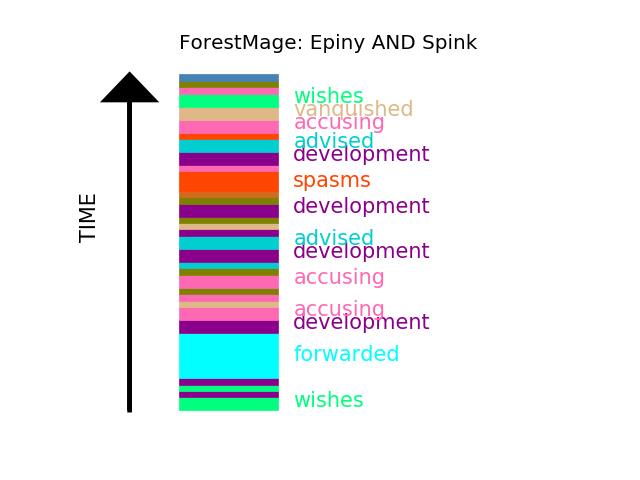 ForestMage: Epiny AND Spink
wishes
vanquished
accusing
advised
development
spasms
development
advised
development
accusing
accusing
development
forwarded
wishes
TIME